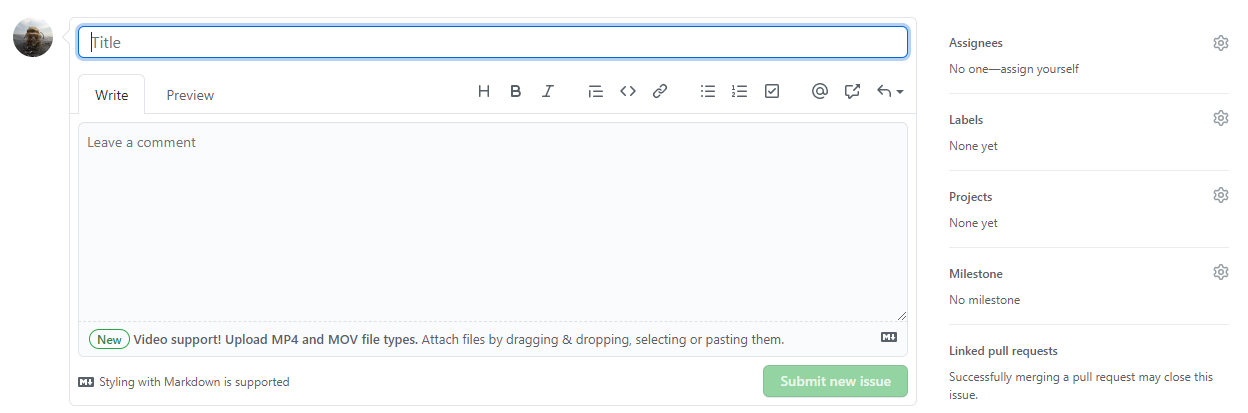 Title
Write
Preview
H B I
Leave a comment
New Video support! Upload MP4 and MOV file types. Attach files by dragging & dropping, selecting or pasting them.
Styling with Markdown is supported
Submit new issue
Assignees
No one—assign yourself
Labels
None yet
Projects
None yet
Milestone
No milestone
Linked pull requests
Successfully merging a pull request may close this
issue.